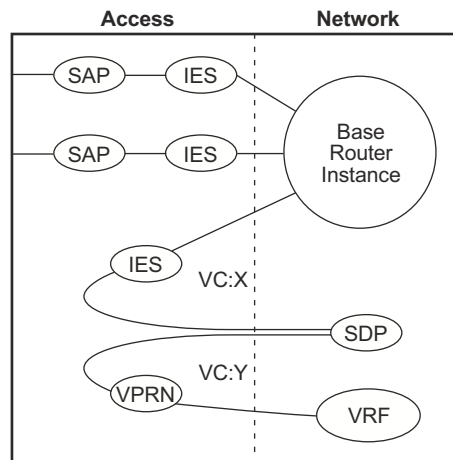 Access
Network
SAP
IES
SAP
IES
Base
Router
Instance
IES
VC:X
SDP
VC:Y
VPRN
VRF